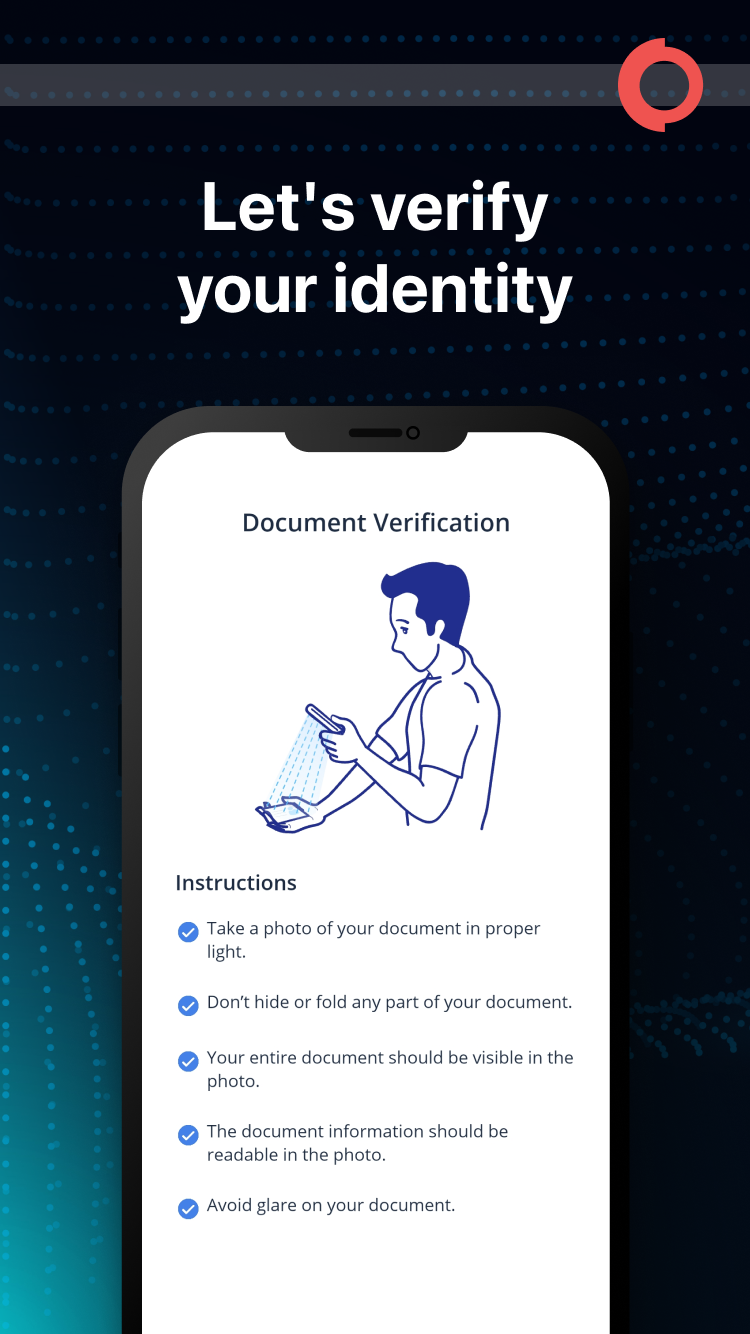 Let's verify
your identity
Document Verification
Instructions
Take a photo of your document in proper
light.
Don’t hide or fold any part of your document.
Your entire document should be visible in the
photo.
The document information should be
readable in the photo.
Avoid glare on your document.